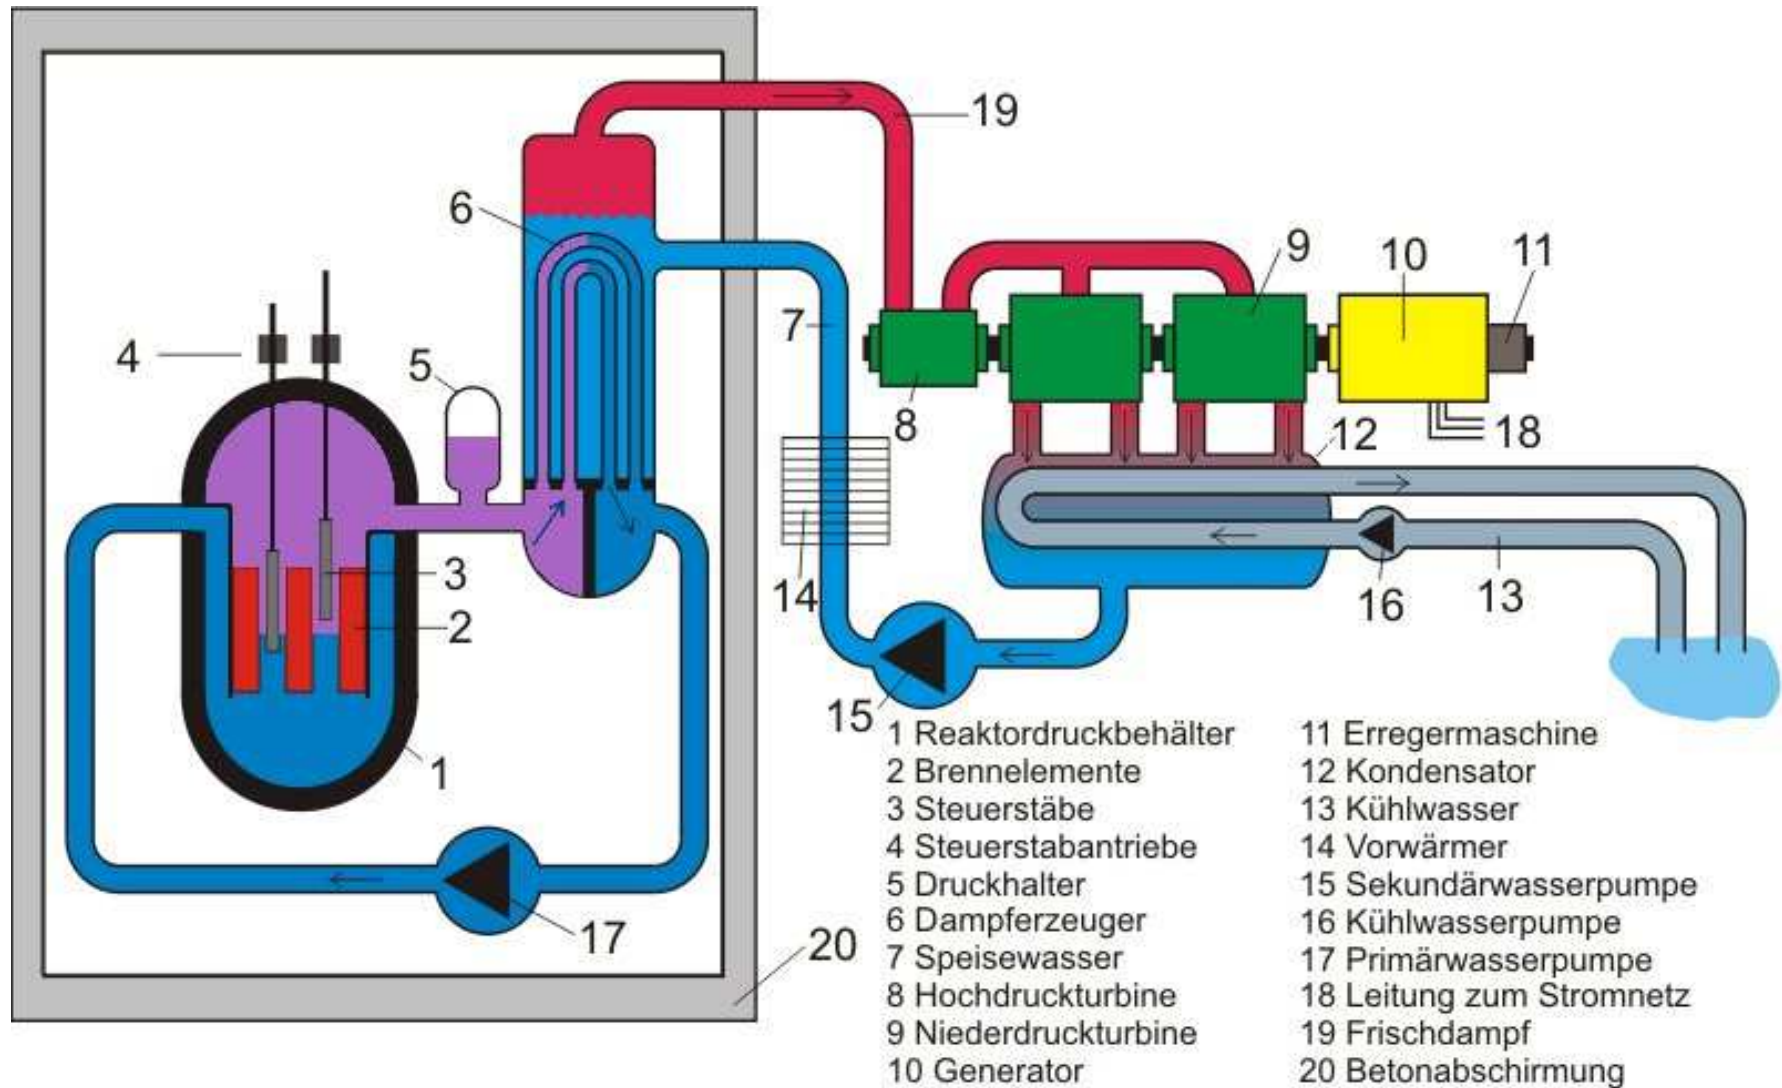 19
6
9
10
11
7
4
5
8
12
18
3
14
16
13
2
15
1
17
20
1 Reaktordruckbehälter
2 Brennelemente
3 Steuerstäbe
4 Steuerstabantriebe
5 Druckhalter
6 Dampferzeuger
7 Speisewasser
8 Hochdruckturbine
9 Niederdruckturbine
10 Generator
11 Erregermaschine
12 Kondensator
13 Kühlwasser
14 Vorwärmer
15 Sekundärwasserpumpe
16 Kühlwasserpumpe
17 Primärwasserpumpe
18 Leitung zum Stromnetz
19 Frischdampf
20 Betonabschirmung